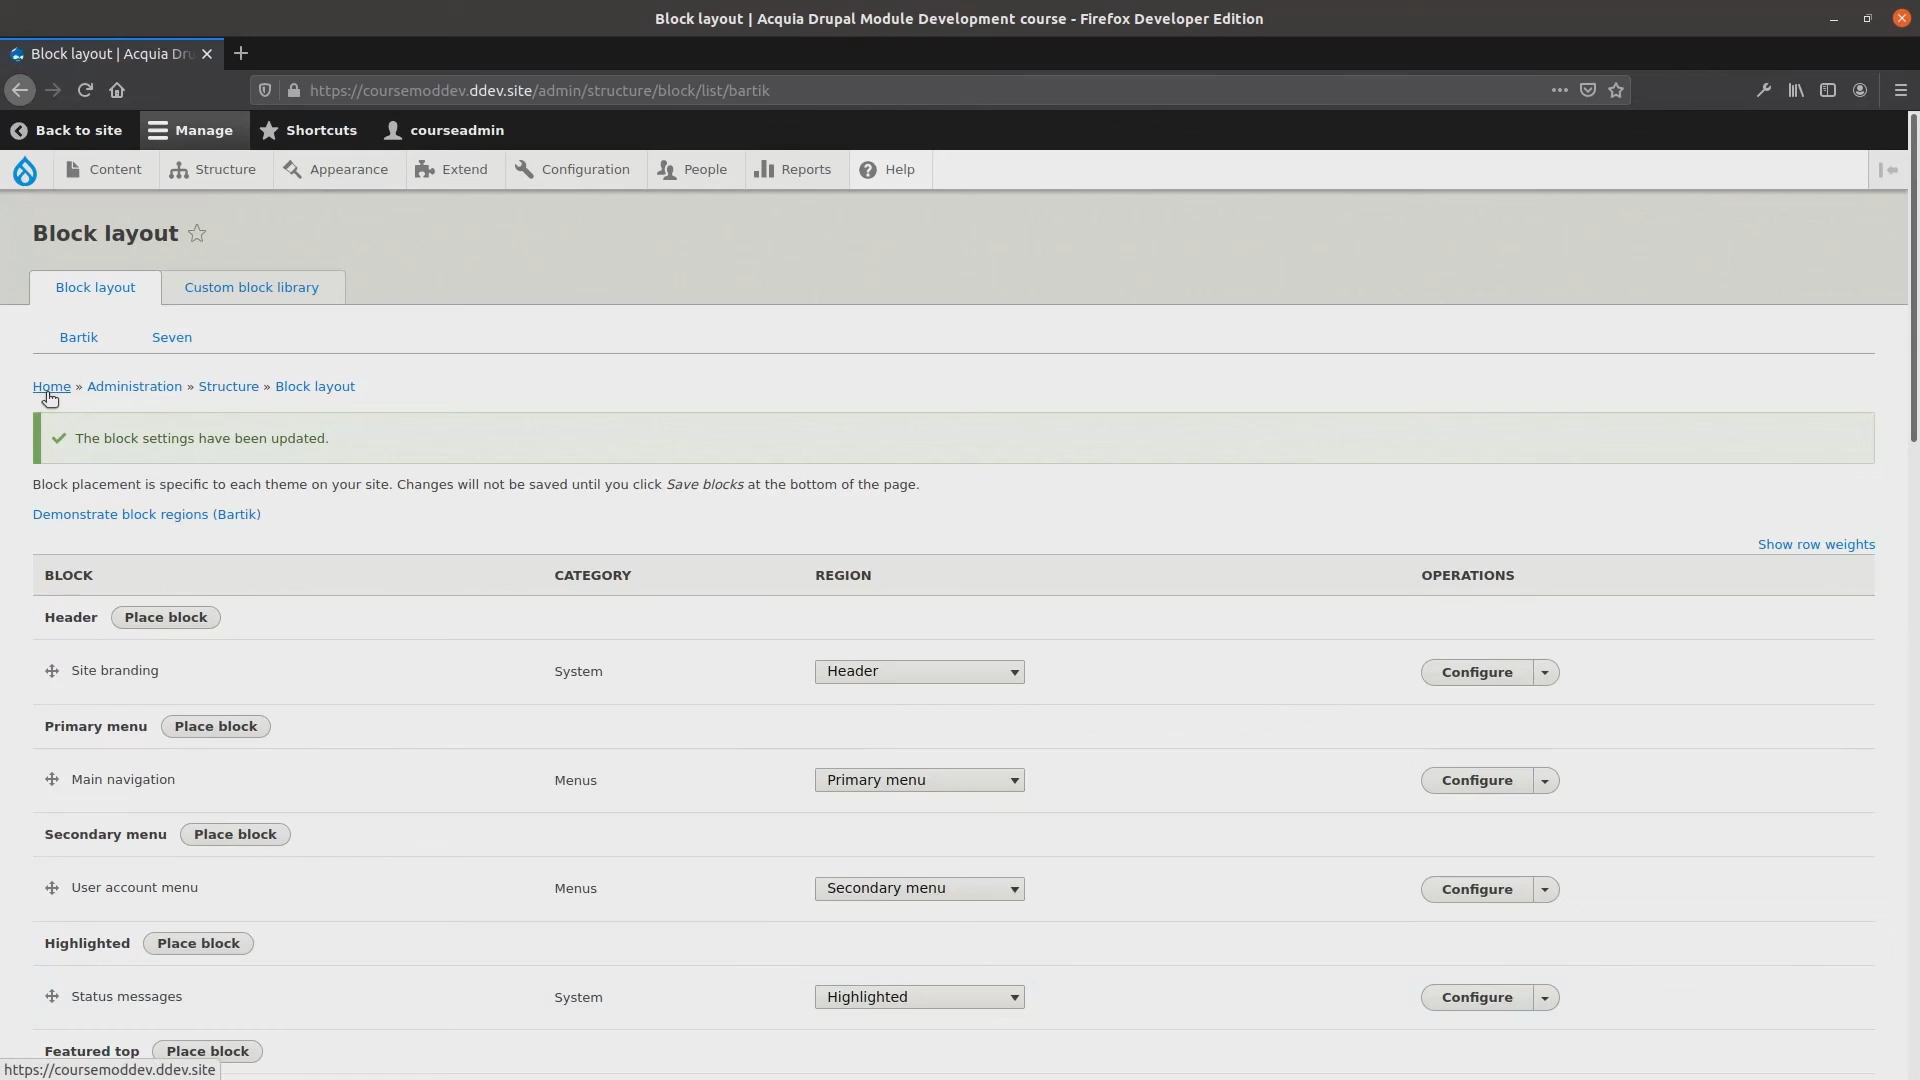 Block layout | Acquia Drupal Module Development course - Firefox Developer Edition
Block layout | Acquia Dru
https://coursemoddev.ddev.site/admin/structure/block/list/bartik
Back to site Manage Shortcuts courseadmin
Content Structure Appearance Extend Configuration People Reports Help
Block layout
Block layout Custom block library
Bartik Seven
Home » Administration » Structure » Block layout
The block settings have been updated.
Block placement is specific to each theme on your site. Changes will not be saved until you click Save blocks at the bottom of the page.
Demonstrate block regions (Bartik)
Show row weights
BLOCK CATEGORY REGION OPERATIONS
Header Place block
Site branding System Header Configure
Primary menu Place block
Main navigation Menus Primary menu Configure
Secondary menu Place block
User account menu Menus Secondary menu Configure
Highlighted Place block
Status messages System Highlighted Configure
Featured top Place block
https://coursemoddev.ddev.site